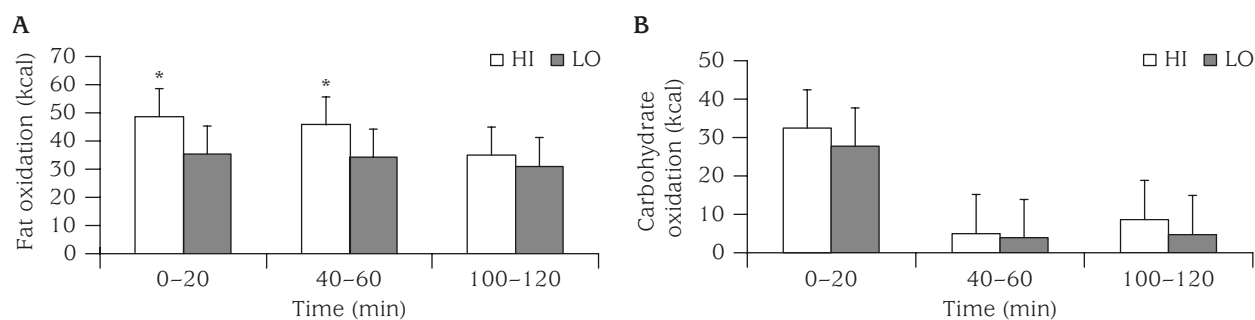 A
Fat oxidation (kcal)
70
60
50
40
30
20
10
0
HI LO
*
*
0–20 40–60 100–120
Time (min)
B
Carbohydrate
oxidation (kcal)
50
40
30
20
10
0
HI LO
0–20 40–60 100–120
Time (min)